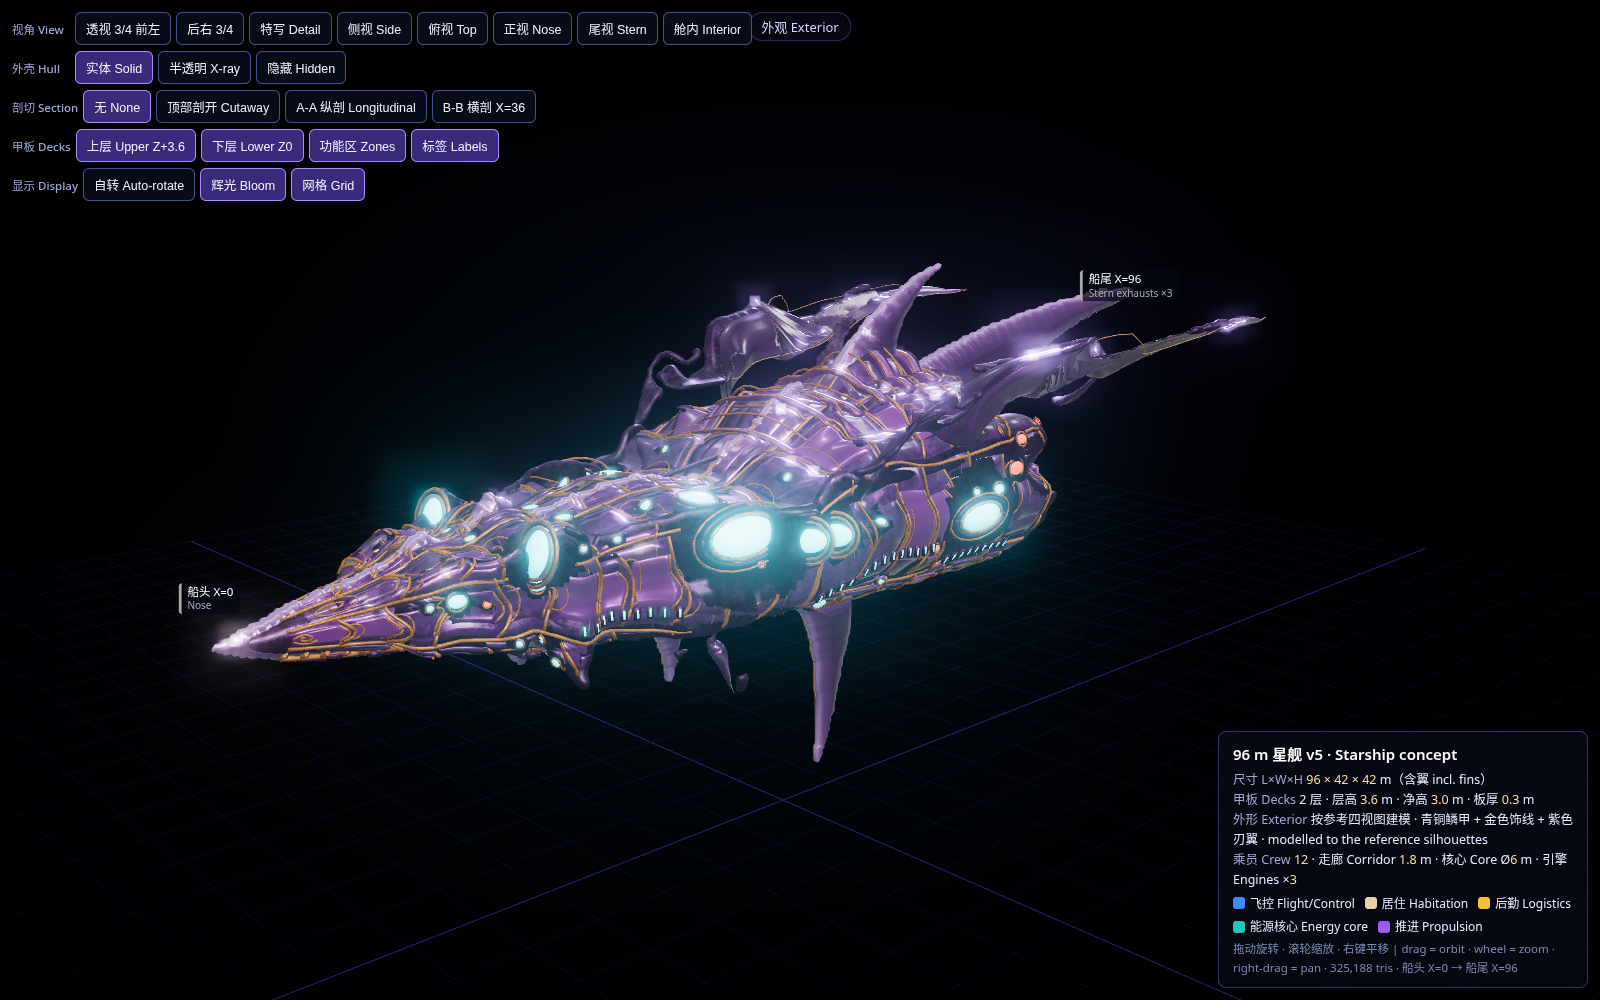 视角 View 透视 3/4 前左 后右 3/4 特写 Detail 侧视 Side 俯视 Top 正视 Nose 尾视 Stern 舱内 Interior 外观 Exterior
外壳 Hull 实体 Solid 半透明 X-ray 隐藏 Hidden
剖切 Section 无 None 顶部剖开 Cutaway A-A 纵剖 Longitudinal B-B 横剖 X=36
甲板 Decks 上层 Upper Z+3.6 下层 Lower Z0 功能区 Zones 标签 Labels
显示 Display 自转 Auto-rotate 辉光 Bloom 网格 Grid
船尾 X=96
Stern exhausts ×3
船头 X=0
Nose
96 m 星舰 v5 · Starship concept
尺寸 L×W×H 96 × 42 × 42 m（含翼 incl. fins）
甲板 Decks 2 层 · 层高 3.6 m · 净高 3.0 m · 板厚 0.3 m
外形 Exterior 按参考四视图建模 · 青铜鳞甲 + 金色饰线 + 紫色
刃翼 · modelled to the reference silhouettes
乘员 Crew 12 · 走廊 Corridor 1.8 m · 核心 Core Ø6 m · 引擎
Engines ×3
飞控 Flight/Control 居住 Habitation 后勤 Logistics
能源核心 Energy core 推进 Propulsion
拖动旋转 · 滚轮缩放 · 右键平移 | drag = orbit · wheel = zoom ·
right-drag = pan · 325,188 tris · 船头 X=0 → 船尾 X=96